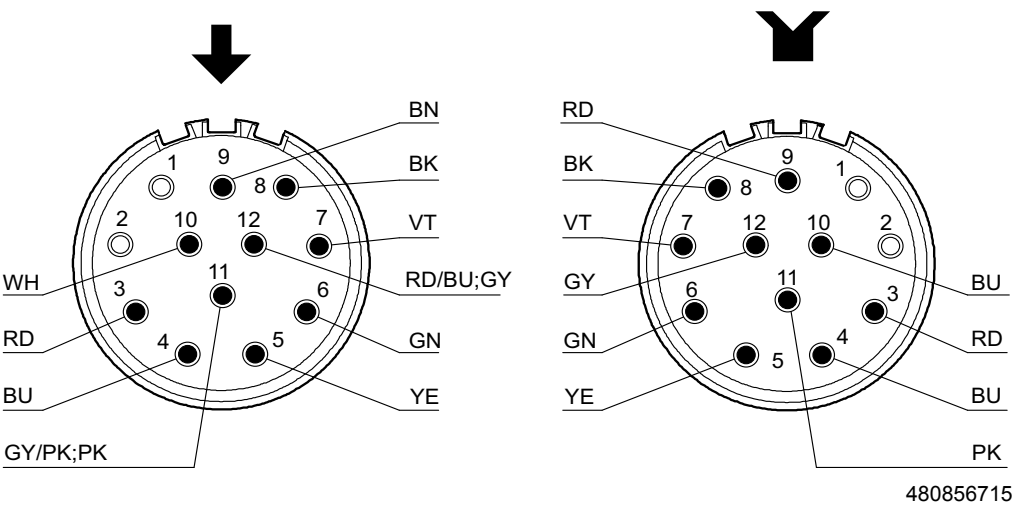 BN
BK
VT
RD/BU;GY
GN
YE
WH
RD
BU
GY/PK;PK
1
9
8
2
10
12
7
11
3
6
4
5
RD
BK
VT
GY
GN
YE
BU
RD
BU
PK
9
8
1
7
12
10
2
6
11
3
5
4
480856715